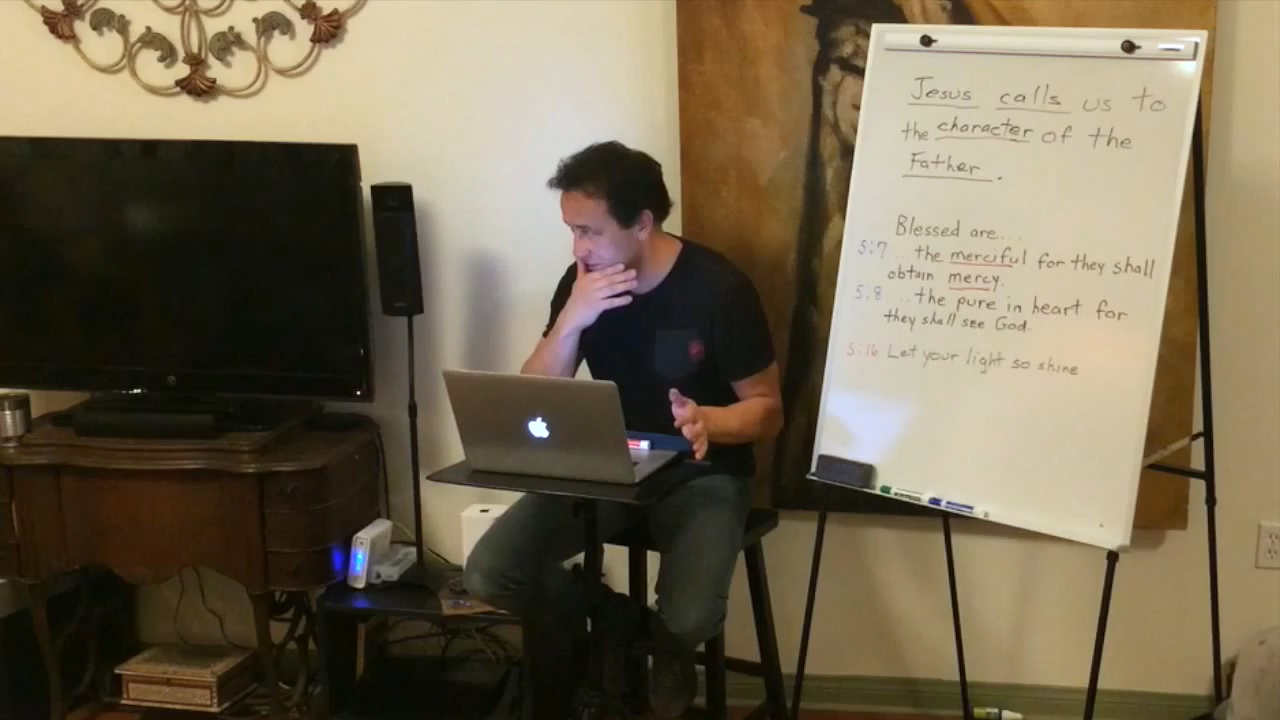 Jesus calls us to
the character of the
Father.
Blessed are...
5:7 ...the merciful for they shall
obtain mercy.
5:8 ...the pure in heart for
they shall see God.
5:16 Let your light so shine